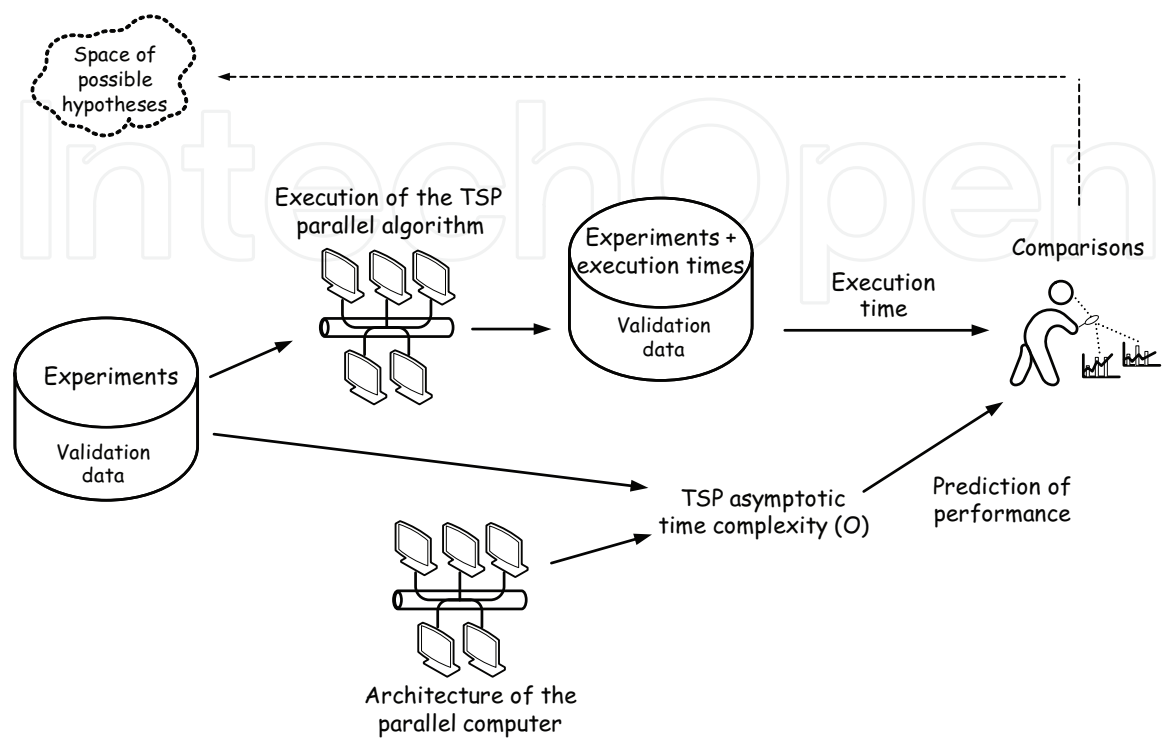 Space of
possible
hypotheses
IntechOpen
Execution of the TSP
parallel algorithm
Experiments +
execution times
Validation
data
Execution
time
Comparisons
Experiments
Validation
data
TSP asymptotic
time complexity (O)
Prediction of
performance
Architecture of the
parallel computer